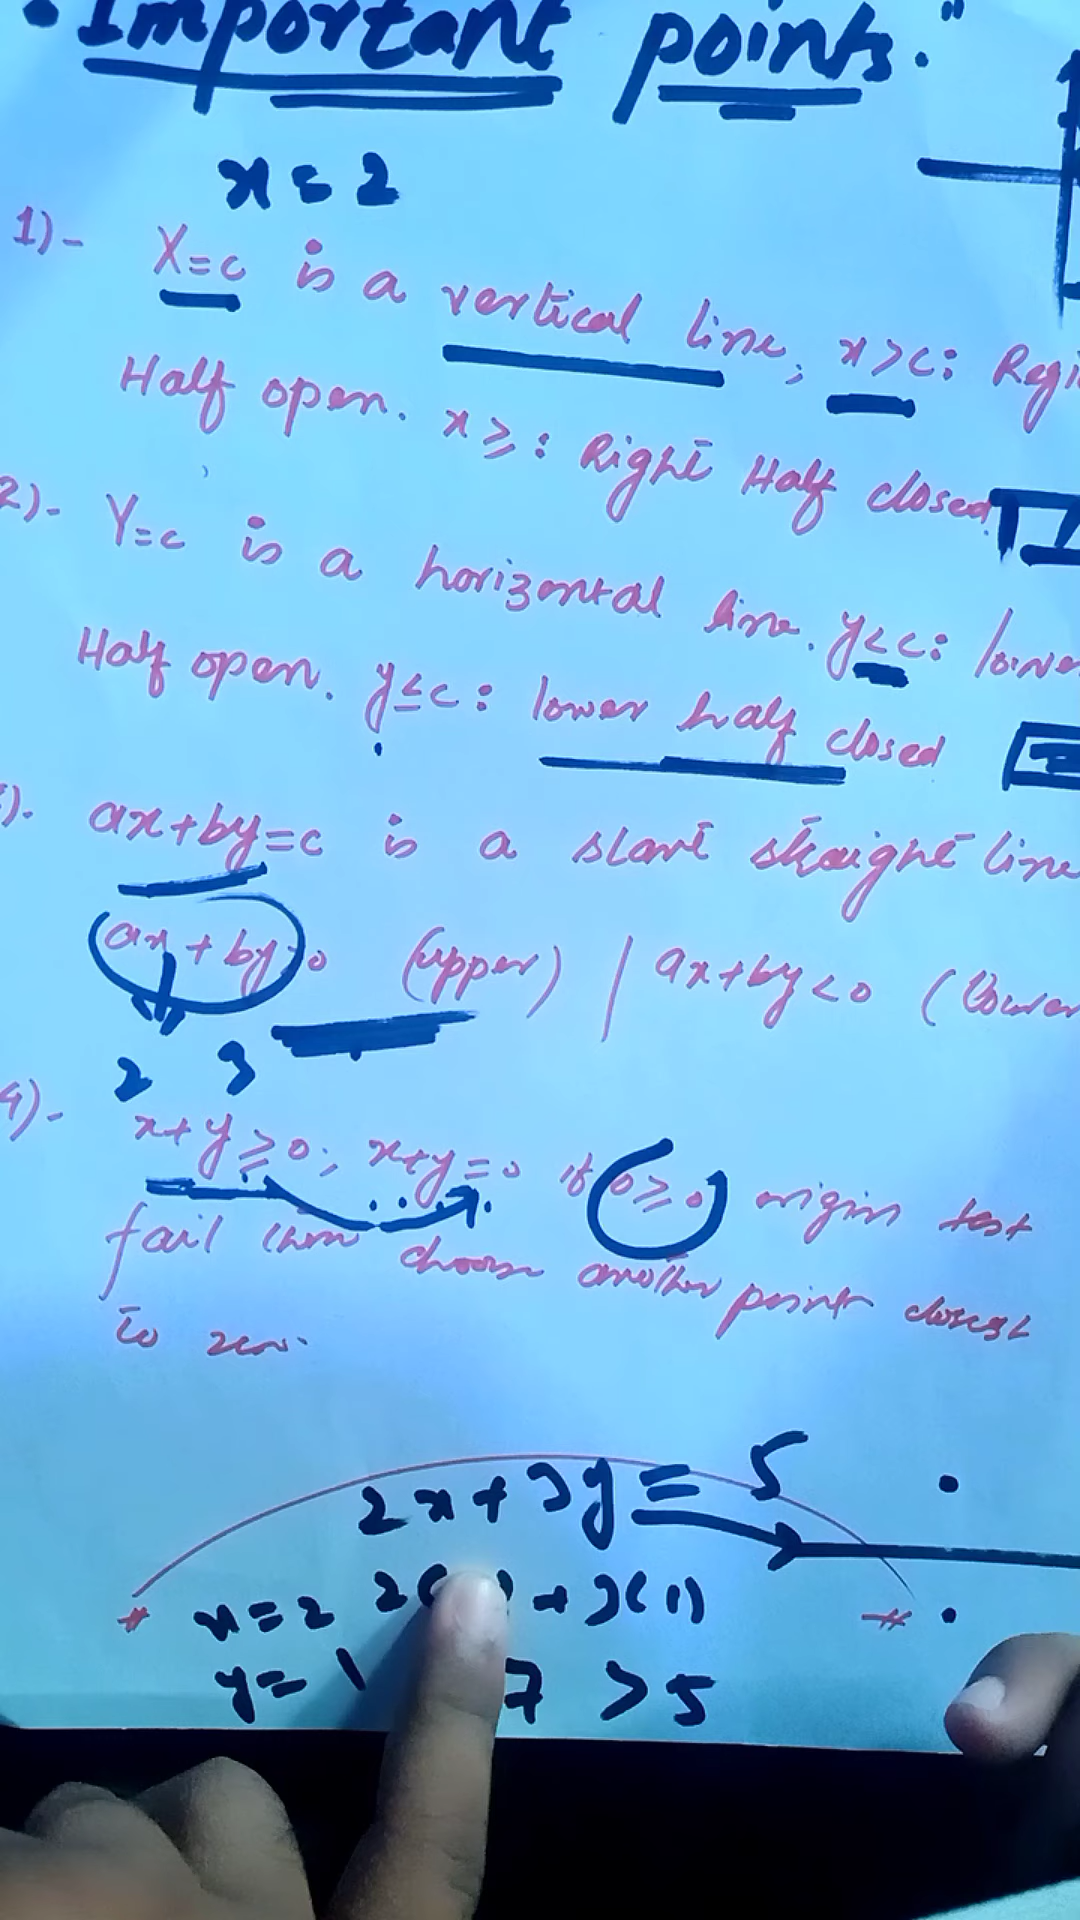 "Important points."
x = 2
1)- X=c is a vertical line, x>c: Regi
Half open. x≥: Right Half closed.
2)- Y=c is a horizontal line. y<c: lower
Half open. y≤c: lower half closed
). ax+by=c is a slant straight line
ax+by>0 (upper) / ax+by<0 (lower
2 3
4)- x+y≥0; x+y=0 if 0≥0 origin test
fail then choose another point closest
to zero.
2x+3y=5
x=2 2( )+3(1)
y=1 7 >5